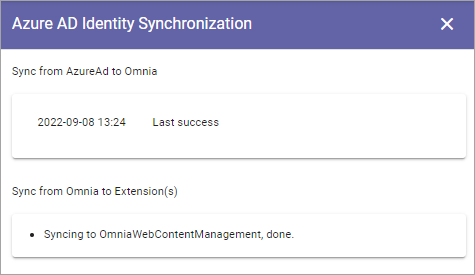 Azure AD Identity Synchronization
Sync from AzureAd to Omnia
2022-09-08 13:24 Last success
Sync from Omnia to Extension(s)
• Syncing to OmniaWebContentManagement, done.